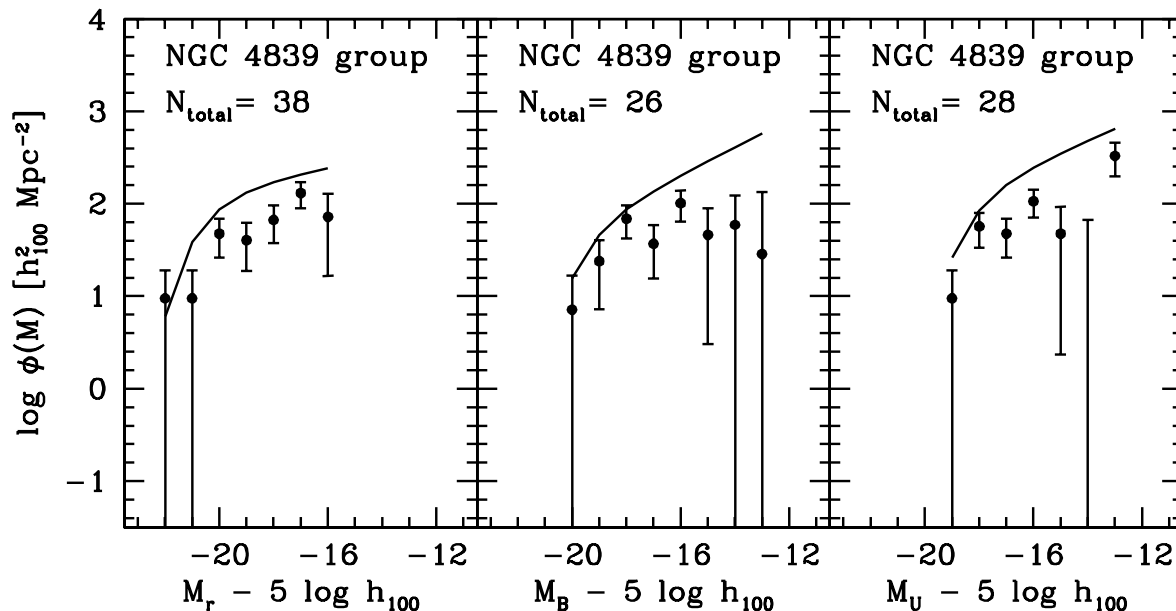 4
3
2
1
0
−1
log ϕ(M) [h²₁₀₀ Mpc⁻²]
NGC 4839 group
N_total= 38
−20 −16 −12
M_r − 5 log h₁₀₀
NGC 4839 group
N_total= 26
−20 −16 −12
M_B − 5 log h₁₀₀
NGC 4839 group
N_total= 28
−20 −16 −12
M_U − 5 log h₁₀₀